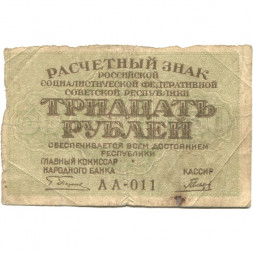 РАСЧЕТНЫЙ ЗНАК
РОССИЙСКОЙ
СОЦИАЛИСТИЧЕСКОЙ ФЕДЕРАТИВНОЙ
СОВЕТСКОЙ РЕСПУБЛИКИ
ТРИДЦАТЬ
РУБЛЕЙ
ОБЕСПЕЧИВАЕТСЯ ВСЕМ ДОСТОЯНИЕМ
РЕСПУБЛИКИ
ГЛАВНЫЙ КОМИССАР
НАРОДНОГО БАНКА
КАССИР
АА-011